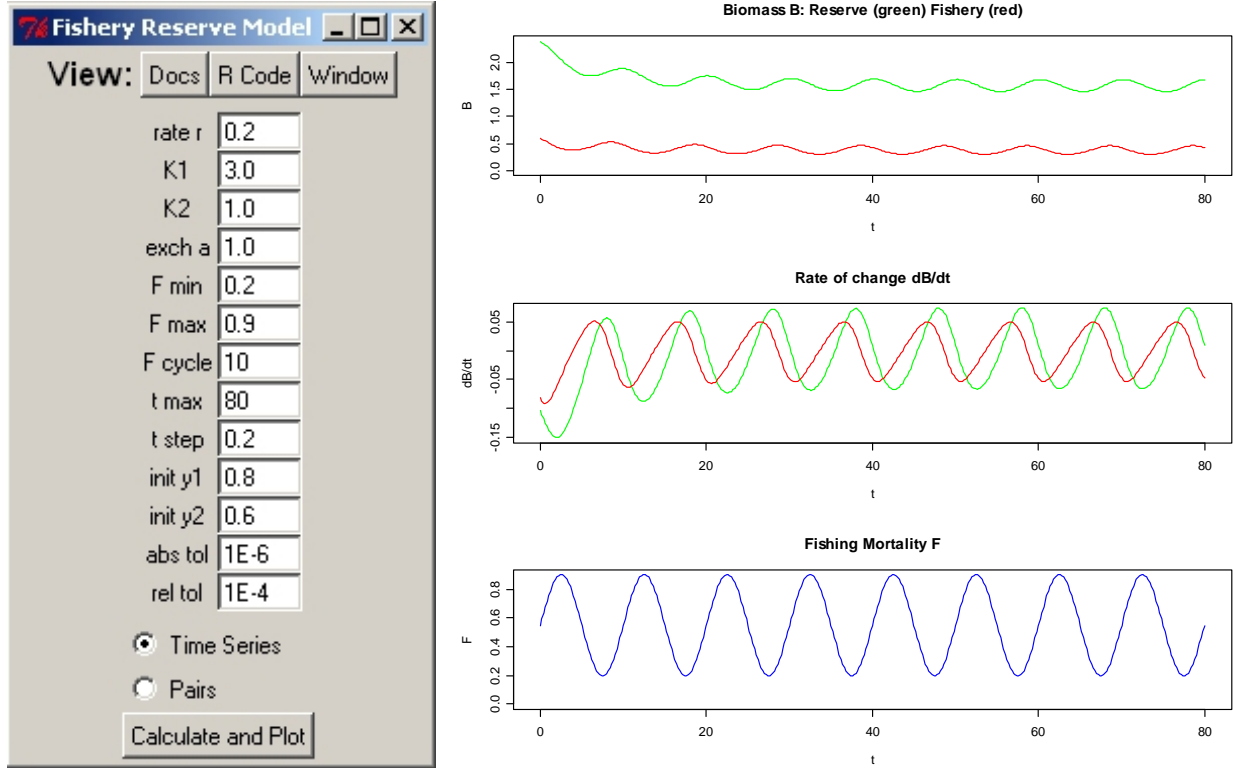 Fishery Reserve Model
View: Docs R Code Window
rate r 0.2
K1 3.0
K2 1.0
exch a 1.0
F min 0.2
F max 0.9
F cycle 10
t max 80
t step 0.2
init y1 0.8
init y2 0.6
abs tol 1E-6
rel tol 1E-4
Time Series
Pairs
Calculate and Plot
Biomass B: Reserve (green) Fishery (red)
B
2.0
1.5
1.0
0.5
0.0
0 20 40 60 80
t
Rate of change dB/dt
dB/dt
0.05
-0.05
-0.15
0 20 40 60 80
t
Fishing Mortality F
F
0.8
0.6
0.4
0.2
0.0
0 20 40 60 80
t